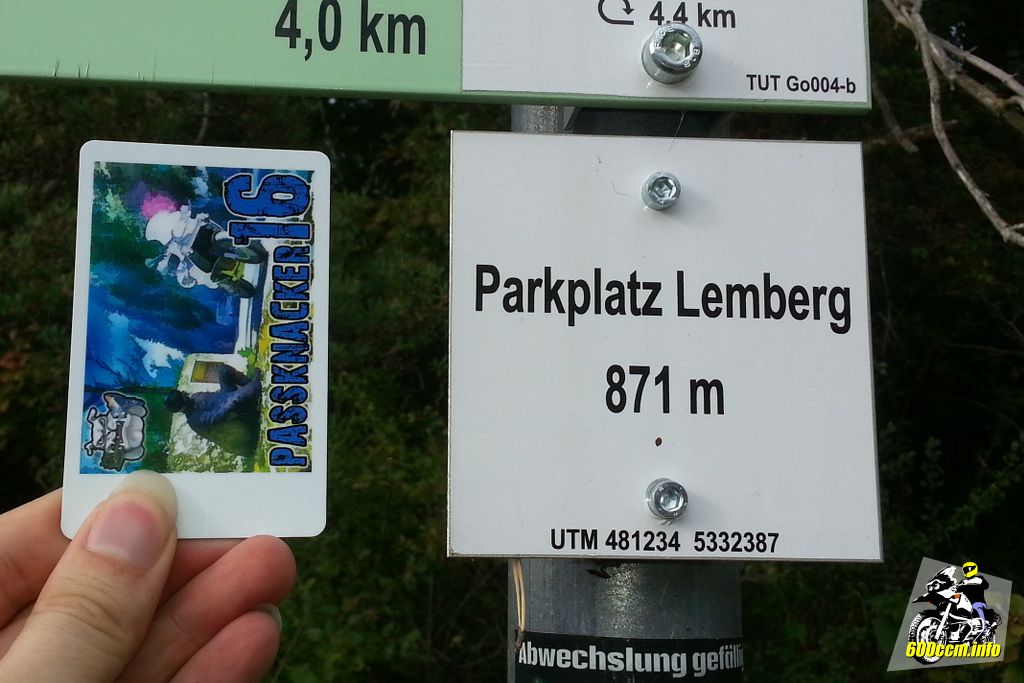 4,0 km
4.4 km
TUT Go004-b
PASSKNACKER 16
Parkplatz Lemberg
871 m
UTM 481234 5332387
Abwechslung gefällig
600ccm.info